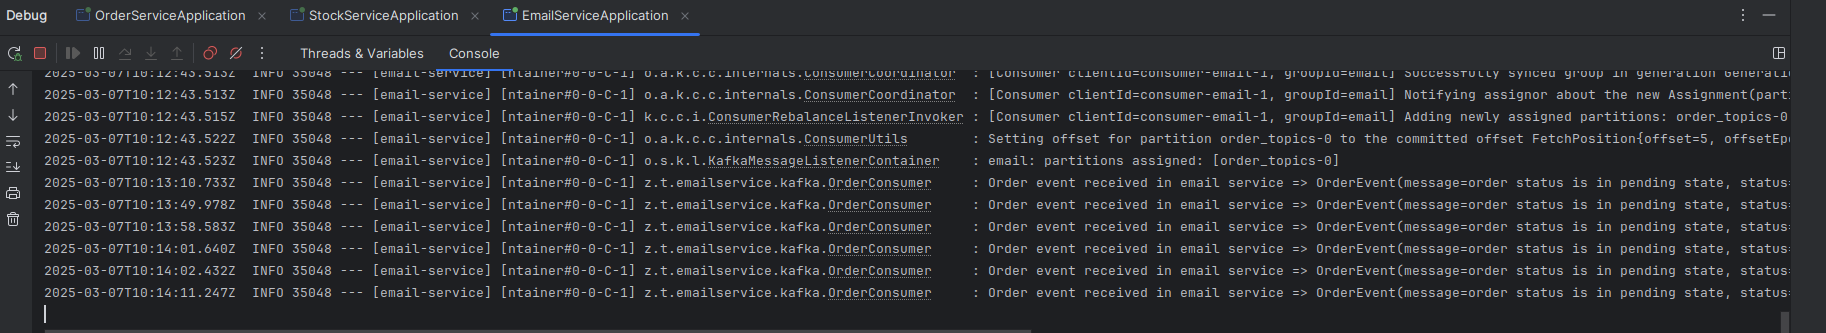 Debug OrderServiceApplication StockServiceApplication EmailServiceApplication
Threads & Variables Console
2025-03-07T10:12:43.513Z  INFO 35048 --- [email-service] [ntainer#0-0-C-1] o.a.k.c.c.internals.ConsumerCoordinator  : [Consumer clientId=consumer-email-1, groupId=email] Successfully synced group in generation Generati
2025-03-07T10:12:43.513Z  INFO 35048 --- [email-service] [ntainer#0-0-C-1] o.a.k.c.c.internals.ConsumerCoordinator  : [Consumer clientId=consumer-email-1, groupId=email] Notifying assignor about the new Assignment(parti
2025-03-07T10:12:43.515Z  INFO 35048 --- [email-service] [ntainer#0-0-C-1] k.c.c.i.ConsumerRebalanceListenerInvoker : [Consumer clientId=consumer-email-1, groupId=email] Adding newly assigned partitions: order_topics-0
2025-03-07T10:12:43.522Z  INFO 35048 --- [email-service] [ntainer#0-0-C-1] o.a.k.c.c.internals.ConsumerUtils        : Setting offset for partition order_topics-0 to the committed offset FetchPosition{offset=5, offsetEpo
2025-03-07T10:12:43.523Z  INFO 35048 --- [email-service] [ntainer#0-0-C-1] o.s.k.l.KafkaMessageListenerContainer    : email: partitions assigned: [order_topics-0]
2025-03-07T10:13:10.733Z  INFO 35048 --- [email-service] [ntainer#0-0-C-1] z.t.emailservice.kafka.OrderConsumer     : Order event received in email service => OrderEvent(message=order status is in pending state, status=
2025-03-07T10:13:49.978Z  INFO 35048 --- [email-service] [ntainer#0-0-C-1] z.t.emailservice.kafka.OrderConsumer     : Order event received in email service => OrderEvent(message=order status is in pending state, status=
2025-03-07T10:13:58.583Z  INFO 35048 --- [email-service] [ntainer#0-0-C-1] z.t.emailservice.kafka.OrderConsumer     : Order event received in email service => OrderEvent(message=order status is in pending state, status=
2025-03-07T10:14:01.640Z  INFO 35048 --- [email-service] [ntainer#0-0-C-1] z.t.emailservice.kafka.OrderConsumer     : Order event received in email service => OrderEvent(message=order status is in pending state, status=
2025-03-07T10:14:02.432Z  INFO 35048 --- [email-service] [ntainer#0-0-C-1] z.t.emailservice.kafka.OrderConsumer     : Order event received in email service => OrderEvent(message=order status is in pending state, status=
2025-03-07T10:14:11.247Z  INFO 35048 --- [email-service] [ntainer#0-0-C-1] z.t.emailservice.kafka.OrderConsumer     : Order event received in email service => OrderEvent(message=order status is in pending state, status=